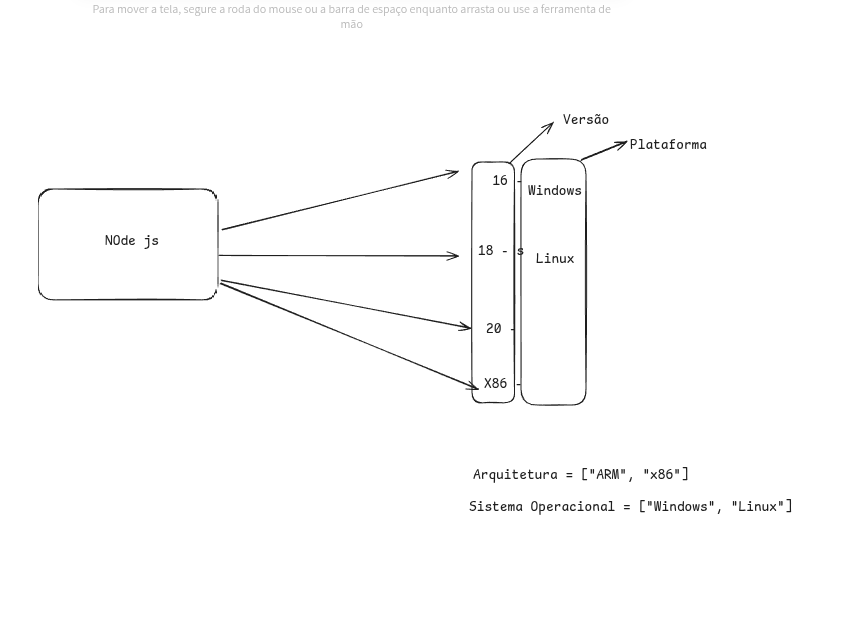 Para mover a tela, segure a roda do mouse ou a barra de espaço enquanto arrasta ou use a ferramenta de
mão
Versão
Plataforma
NOde js
16 -
Windows
18 - s
Linux
20 -
X86 -
Arquitetura = ["ARM", "x86"]
Sistema Operacional = ["Windows", "Linux"]